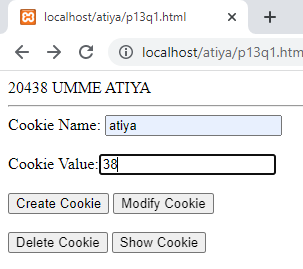 localhost/atiya/p13q1.html
localhost/atiya/p13q1.htm
20438 UMME ATIYA
Cookie Name: atiya
Cookie Value: 38
Create Cookie Modify Cookie
Delete Cookie Show Cookie